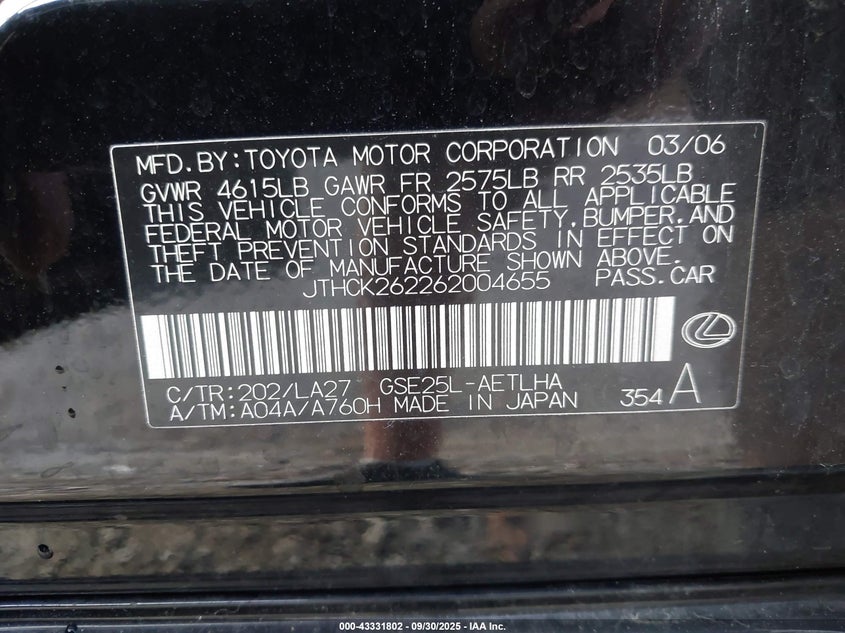 MFD.BY:TOYOTA MOTOR CORPORATION 03/06
GVWR 4615LB GAWR FR 2575LB RR 2535LB
THIS VEHICLE CONFORMS TO ALL APPLICABLE
FEDERAL MOTOR VEHICLE SAFETY,BUMPER,AND
THEFT PREVENTION STANDARDS IN EFFECT ON
THE DATE OF MANUFACTURE SHOWN ABOVE.
JTHCK262262004655 PASS.CAR
C/TR:202/LA27 GSE25L-AETLHA
A/TM:A04A/A760H MADE IN JAPAN 354 A
000-43331802 - 09/30/2025 - IAA Inc.